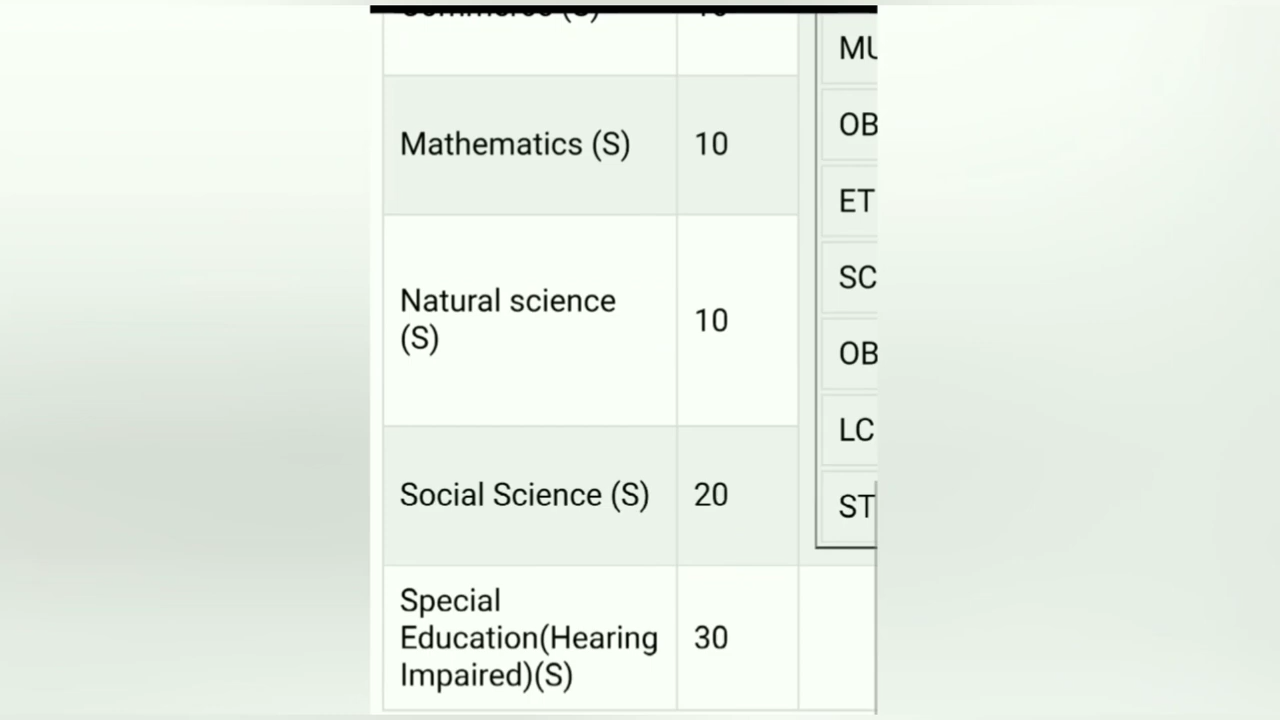 Mathematics (S) 10
Natural science
(S) 10
Social Science (S) 20
Special
Education(Hearing
Impaired)(S) 30
MU
OB
ET
SC
OB
LC
ST